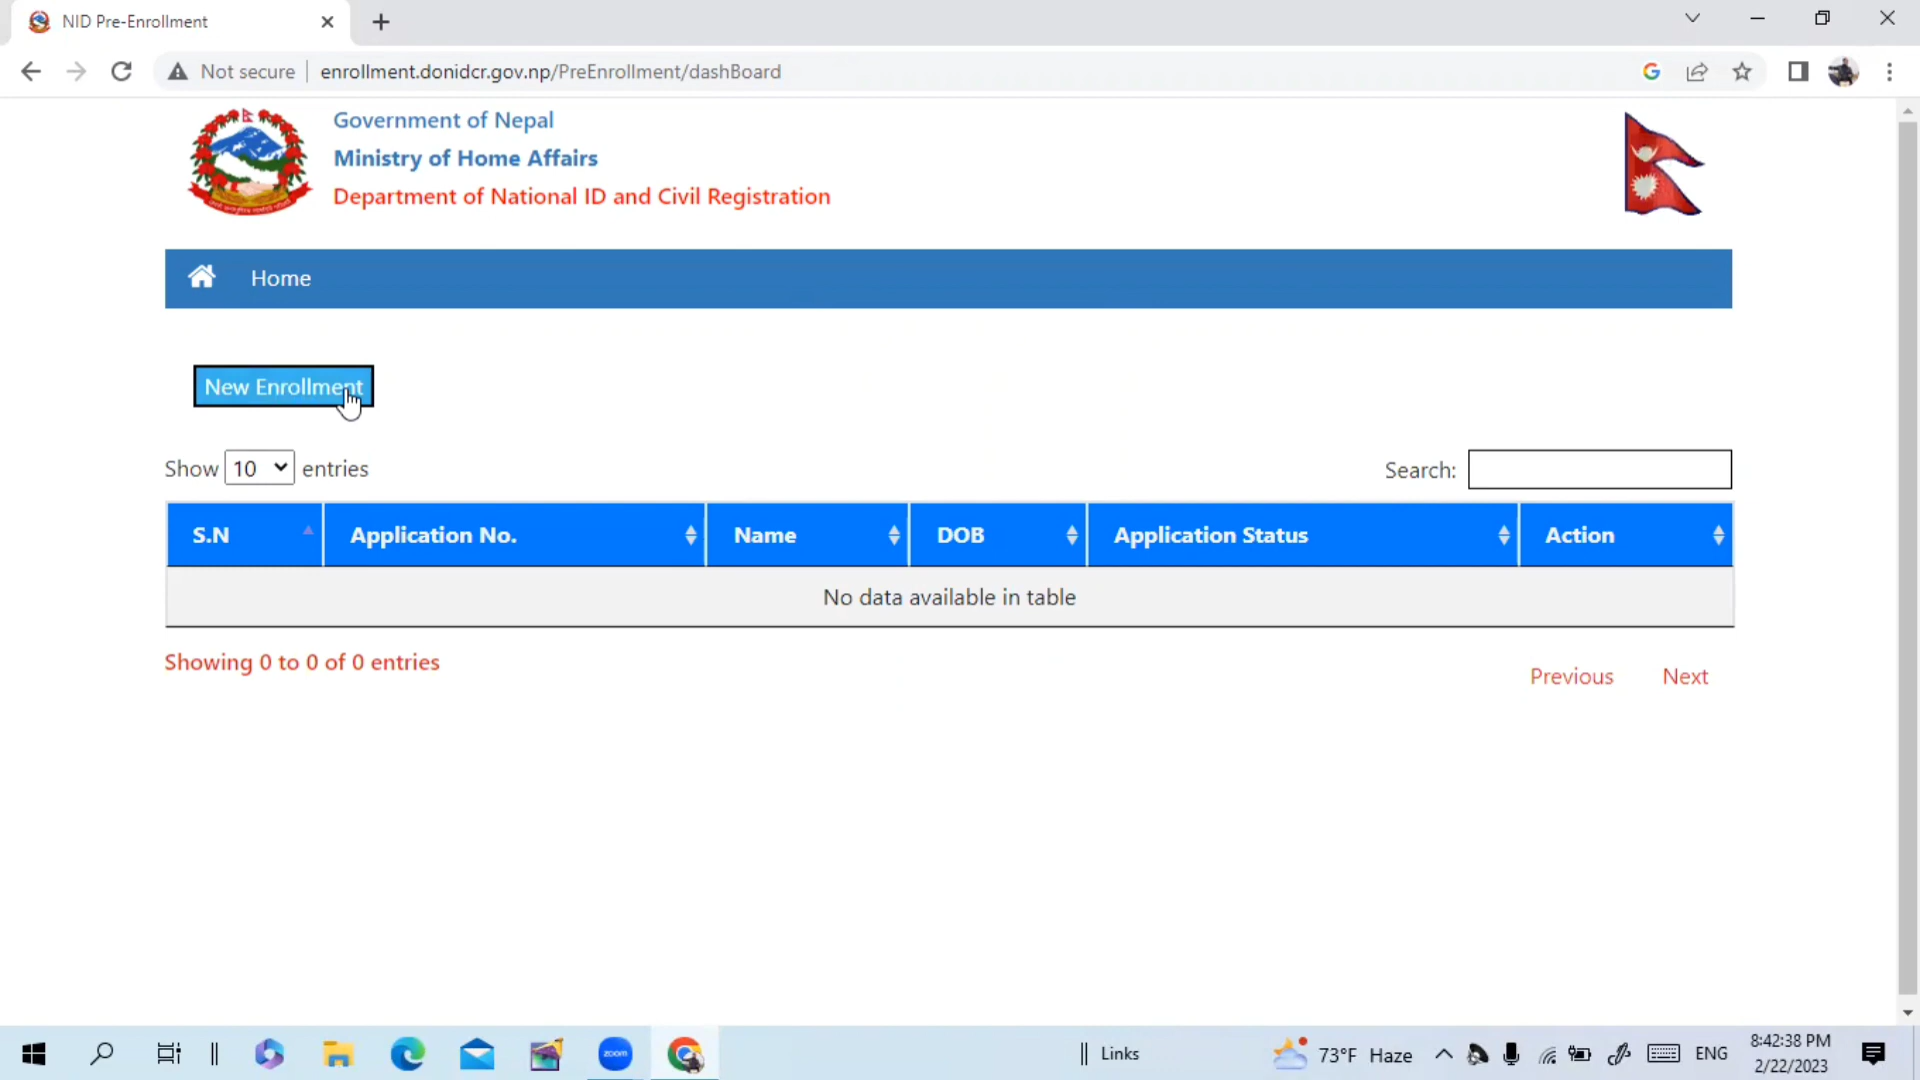 NID Pre-Enrollment
Not secure enrollment.donidcr.gov.np/PreEnrollment/dashBoard
Government of Nepal
Ministry of Home Affairs
Department of National ID and Civil Registration
Home
New Enrollment
Show 10 entries
Search:
S.N Application No. Name DOB Application Status Action
No data available in table
Showing 0 to 0 of 0 entries
Previous Next
zoom
Links
73°F Haze
ENG
8:42:38 PM
2/22/2023